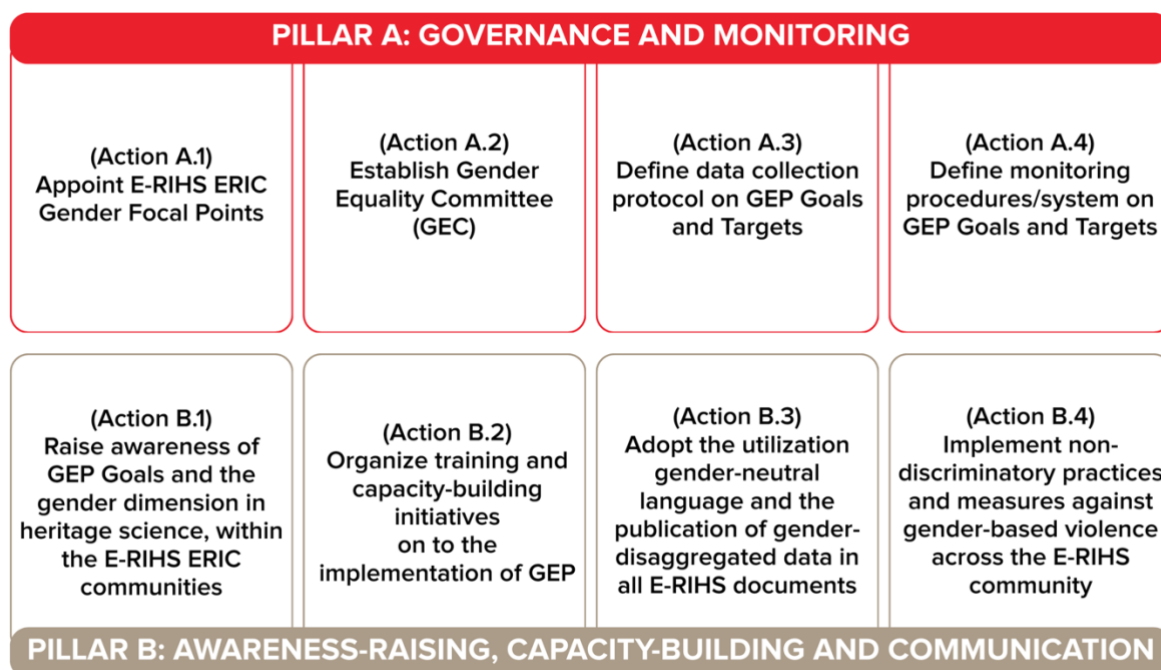 PILLAR A: GOVERNANCE AND MONITORING
(Action A.1)
Appoint E-RIHS ERIC
Gender Focal Points
(Action A.2)
Establish Gender
Equality Committee
(GEC)
(Action A.3)
Define data collection
protocol on GEP Goals
and Targets
(Action A.4)
Define monitoring
procedures/system on
GEP Goals and Targets
(Action B.1)
Raise awareness of
GEP Goals and the
gender dimension in
heritage science, within
the E-RIHS ERIC
communities
(Action B.2)
Organize training and
capacity-building
initiatives
on to the
implementation of GEP
(Action B.3)
Adopt the utilization
gender-neutral
language and the
publication of gender-
disaggregated data in
all E-RIHS documents
(Action B.4)
Implement non-
discriminatory practices
and measures against
gender-based violence
across the E-RIHS
community
PILLAR B: AWARENESS-RAISING, CAPACITY-BUILDING AND COMMUNICATION